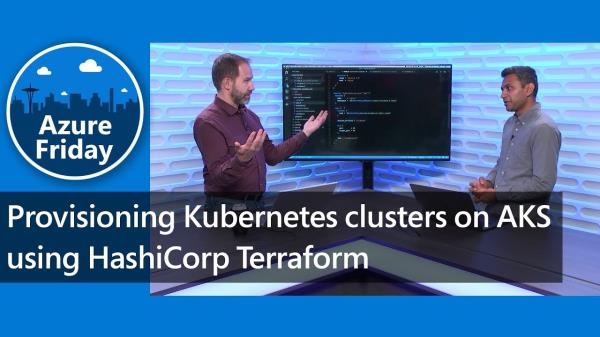 Azure
Friday
Provisioning Kubernetes clusters on AKS
using HashiCorp Terraform